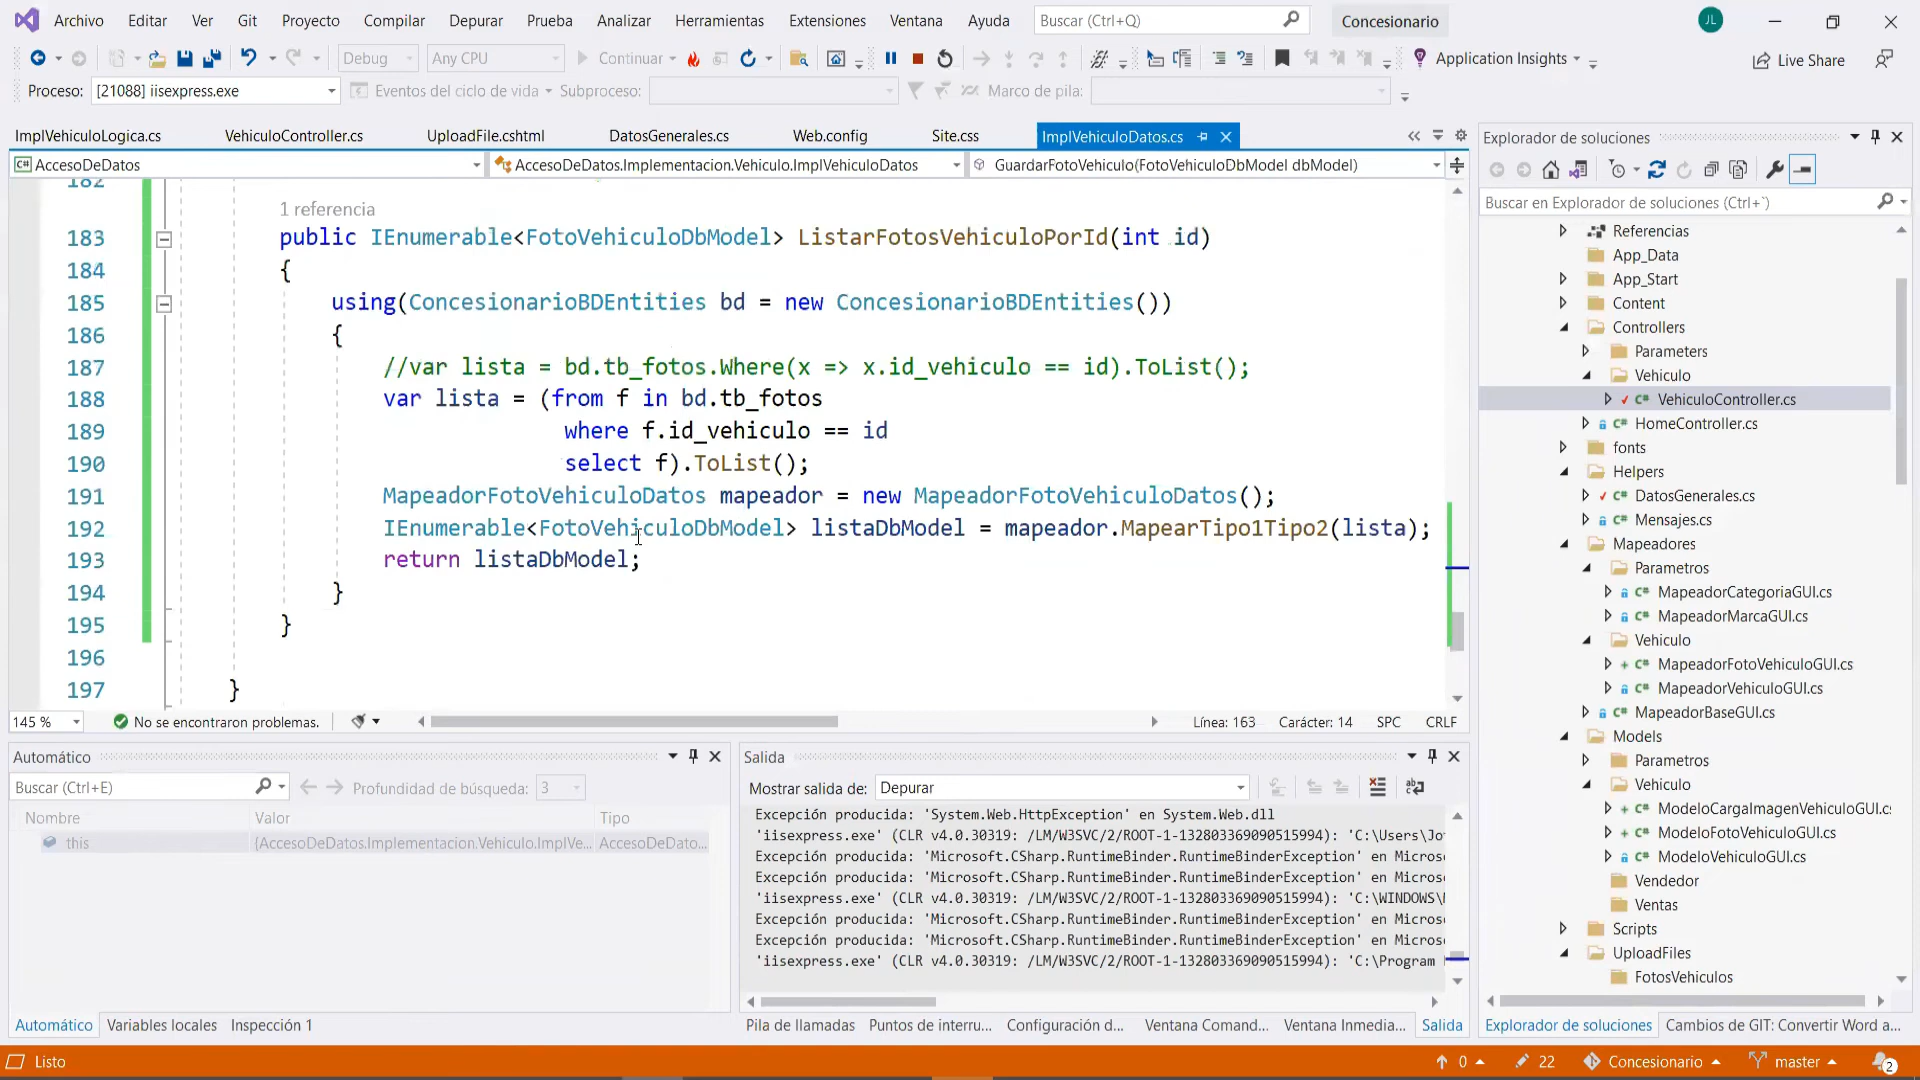 Archivo Editar Ver Git Proyecto Compilar Depurar Prueba Analizar Herramientas Extensiones Ventana Ayuda Buscar (Ctrl+Q) Concesionario JL
Debug Any CPU Continuar Application Insights Live Share
Proceso: [21088] iisexpress.exe Eventos del ciclo de vida Subproceso: Marco de pila:
ImplVehiculoLogica.cs VehiculoController.cs UploadFile.cshtml DatosGenerales.cs Web.config Site.css ImplVehiculoDatos.cs
AccesoDeDatos AccesoDeDatos.Implementacion.Vehiculo.ImplVehiculoDatos GuardarFotoVehiculo(FotoVehiculoDbModel dbModel)
182
1 referencia
183 public IEnumerable<FotoVehiculoDbModel> ListarFotosVehiculoPorId(int id)
184 {
185 using(ConcesionarioBDEntities bd = new ConcesionarioBDEntities())
186 {
187 //var lista = bd.tb_fotos.Where(x => x.id_vehiculo == id).ToList();
188 var lista = (from f in bd.tb_fotos
189 where f.id_vehiculo == id
190 select f).ToList();
191 MapeadorFotoVehiculoDatos mapeador = new MapeadorFotoVehiculoDatos();
192 IEnumerable<FotoVehiculoDbModel> listaDbModel = mapeador.MapearTipo1Tipo2(lista);
193 return listaDbModel;
194 }
195 }
196
197 }
145 % No se encontraron problemas. Línea: 163 Carácter: 14 SPC CRLF
Automático
Buscar (Ctrl+E) Profundidad de búsqueda: 3
Nombre Valor Tipo
this {AccesoDeDatos.Implementacion.Vehiculo.ImplVe... AccesoDeDato...
Automático Variables locales Inspección 1
Salida
Mostrar salida de: Depurar
Excepción producida: 'System.Web.HttpException' en System.Web.dll
'iisexpress.exe' (CLR v4.0.30319: /LM/W3SVC/2/ROOT-1-132803369090515994): 'C:\Users\Jo
Excepción producida: 'Microsoft.CSharp.RuntimeBinder.RuntimeBinderException' en Micros
Excepción producida: 'Microsoft.CSharp.RuntimeBinder.RuntimeBinderException' en Micros
'iisexpress.exe' (CLR v4.0.30319: /LM/W3SVC/2/ROOT-1-132803369090515994): 'C:\WINDOWS\
Excepción producida: 'Microsoft.CSharp.RuntimeBinder.RuntimeBinderException' en Micros
Excepción producida: 'Microsoft.CSharp.RuntimeBinder.RuntimeBinderException' en Micros
'iisexpress.exe' (CLR v4.0.30319: /LM/W3SVC/2/ROOT-1-132803369090515994): 'C:\Program
Pila de llamadas Puntos de interru... Configuración d... Ventana Comand... Ventana Inmedia... Salida
Explorador de soluciones
Buscar en Explorador de soluciones (Ctrl+`)
Referencias
App_Data
App_Start
Content
Controllers
Parameters
Vehiculo
VehiculoController.cs
HomeController.cs
fonts
Helpers
DatosGenerales.cs
Mensajes.cs
Mapeadores
Parametros
MapeadorCategoriaGUI.cs
MapeadorMarcaGUI.cs
Vehiculo
MapeadorFotoVehiculoGUI.cs
MapeadorVehiculoGUI.cs
MapeadorBaseGUI.cs
Models
Parametros
Vehiculo
ModeloCargaImagenVehiculoGUI.cs
ModeloFotoVehiculoGUI.cs
ModeloVehiculoGUI.cs
Vendedor
Ventas
Scripts
UploadFiles
FotosVehiculos
Explorador de soluciones Cambios de GIT: Convertir Word a...
Listo 0 22 Concesionario master 2